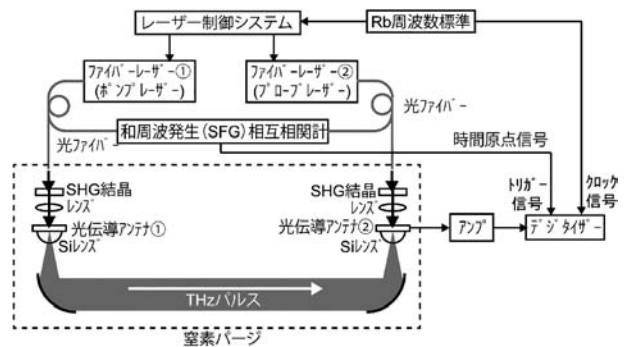 レーザー制御システム
Rb周波数標準
ﾌｧｲﾊﾞｰﾚｰｻﾞｰ①
(ﾎﾟﾝﾌﾟﾚｰｻﾞｰ)
ﾌｧｲﾊﾞｰﾚｰｻﾞｰ②
(ﾌﾟﾛｰﾌﾞﾚｰｻﾞｰ)
光ﾌｧｲﾊﾞｰ
和周波発生(SFG)相互相関計
光ﾌｧｲﾊﾞｰ
時間原点信号
SHG結晶
ﾚﾝｽﾞ
光伝導アンテナ①
Siﾚﾝｽﾞ
SHG結晶
ﾚﾝｽﾞ
光伝導アンテナ②
Siﾚﾝｽﾞ
ﾄﾘｶﾞｰ
信号
ｸﾛｯｸ
信号
ｱﾝﾌﾟ
ﾃﾞｼﾞﾀｲｻﾞｰ
THzパルス
窒素パージ